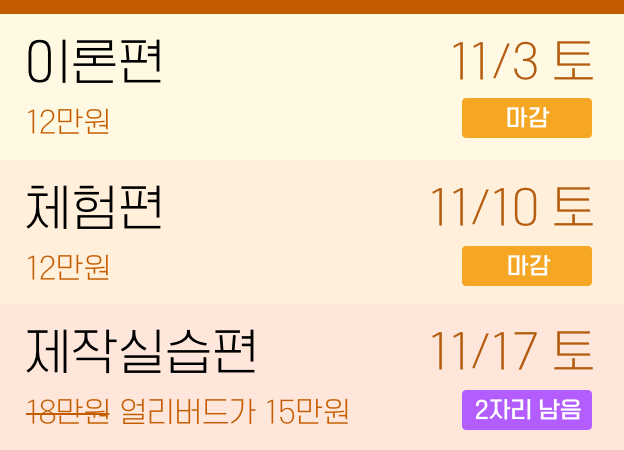 이론편 11/3 토
12만원 마감
체험편 11/10 토
12만원 마감
제작실습편 11/17 토
18만원 얼리버드가 15만원 2자리 남음